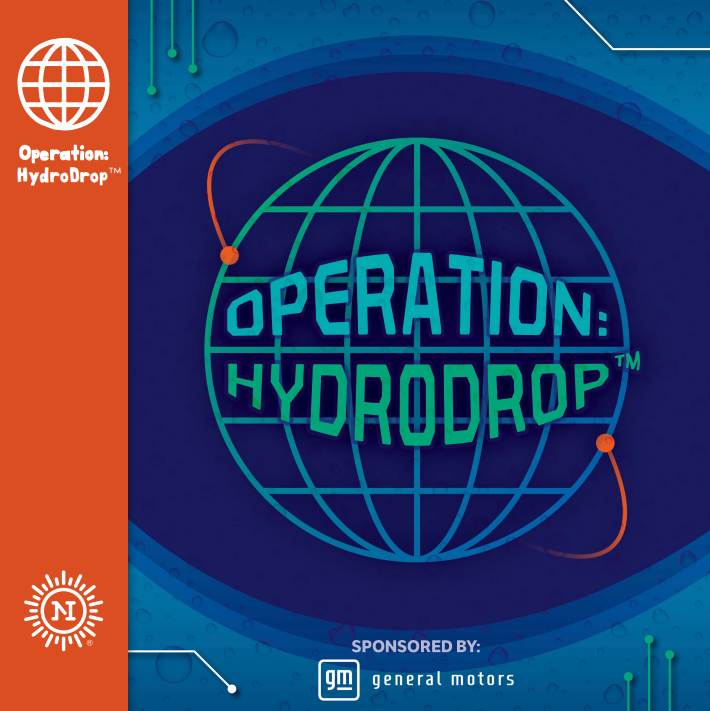 Operation:
HydroDrop™
OPERATION:
HYDRODROP™
N
®
SPONSORED BY:
gm general motors